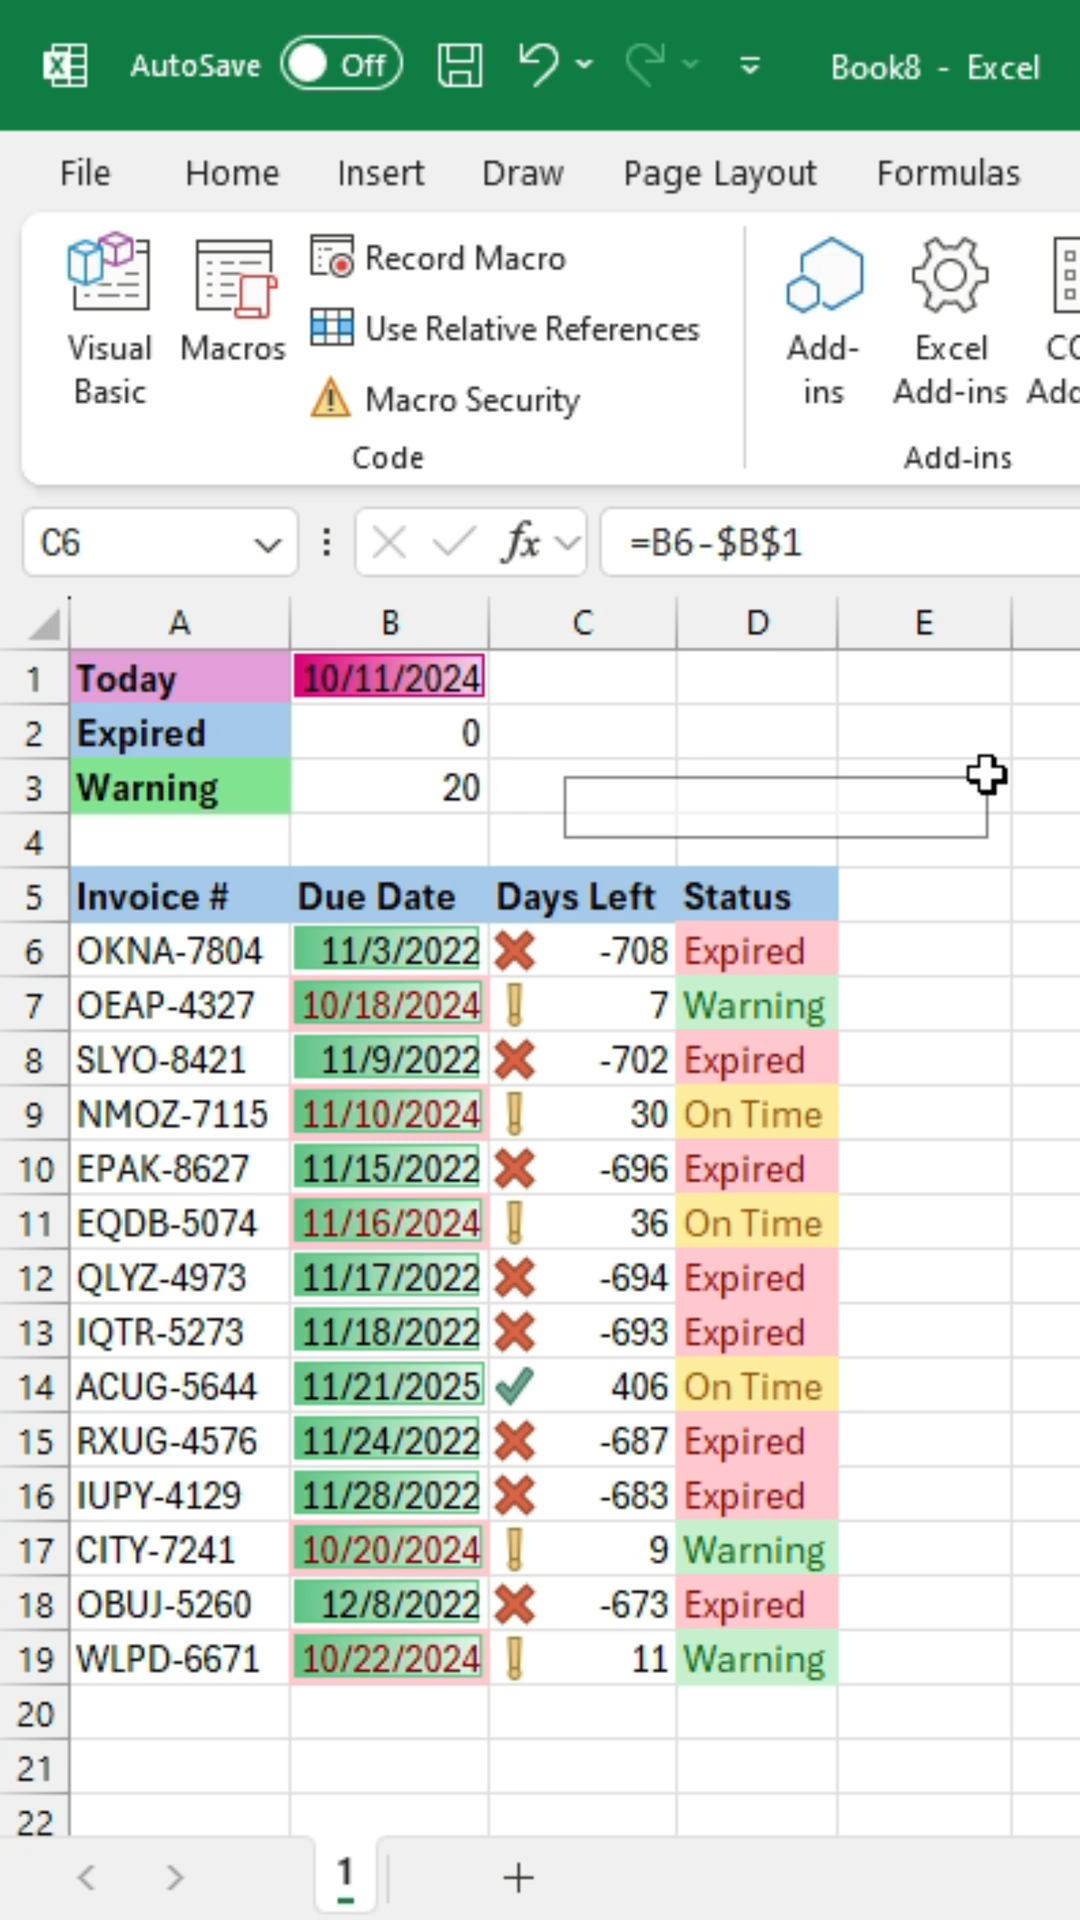 AutoSave Off Book8 - Excel
File Home Insert Draw Page Layout Formulas
Visual Basic
Macros
Record Macro
Use Relative References
Macro Security
Code
Add-ins
Excel Add-ins
Add-ins
C6 fx =B6-$B$1
A B C D E
1 Today 10/11/2024
2 Expired 0
3 Warning 20
4
5 Invoice # Due Date Days Left Status
6 OKNA-7804 11/3/2022 -708 Expired
7 OEAP-4327 10/18/2024 7 Warning
8 SLYO-8421 11/9/2022 -702 Expired
9 NMOZ-7115 11/10/2024 30 On Time
10 EPAK-8627 11/15/2022 -696 Expired
11 EQDB-5074 11/16/2024 36 On Time
12 QLYZ-4973 11/17/2022 -694 Expired
13 IQTR-5273 11/18/2022 -693 Expired
14 ACUG-5644 11/21/2025 406 On Time
15 RXUG-4576 11/24/2022 -687 Expired
16 IUPY-4129 11/28/2022 -683 Expired
17 CITY-7241 10/20/2024 9 Warning
18 OBUJ-5260 12/8/2022 -673 Expired
19 WLPD-6671 10/22/2024 11 Warning
20
21
22
1